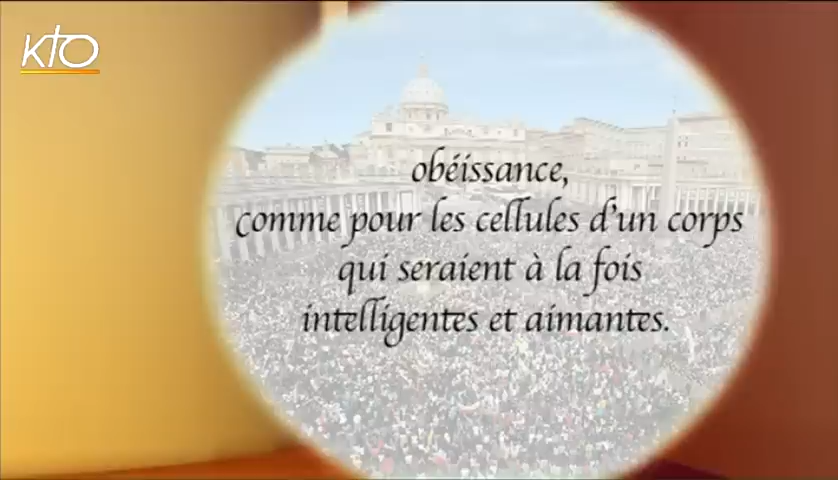 KTO
obéissance,
comme pour les cellules d'un corps
qui seraient à la fois
intelligentes et aimantes.